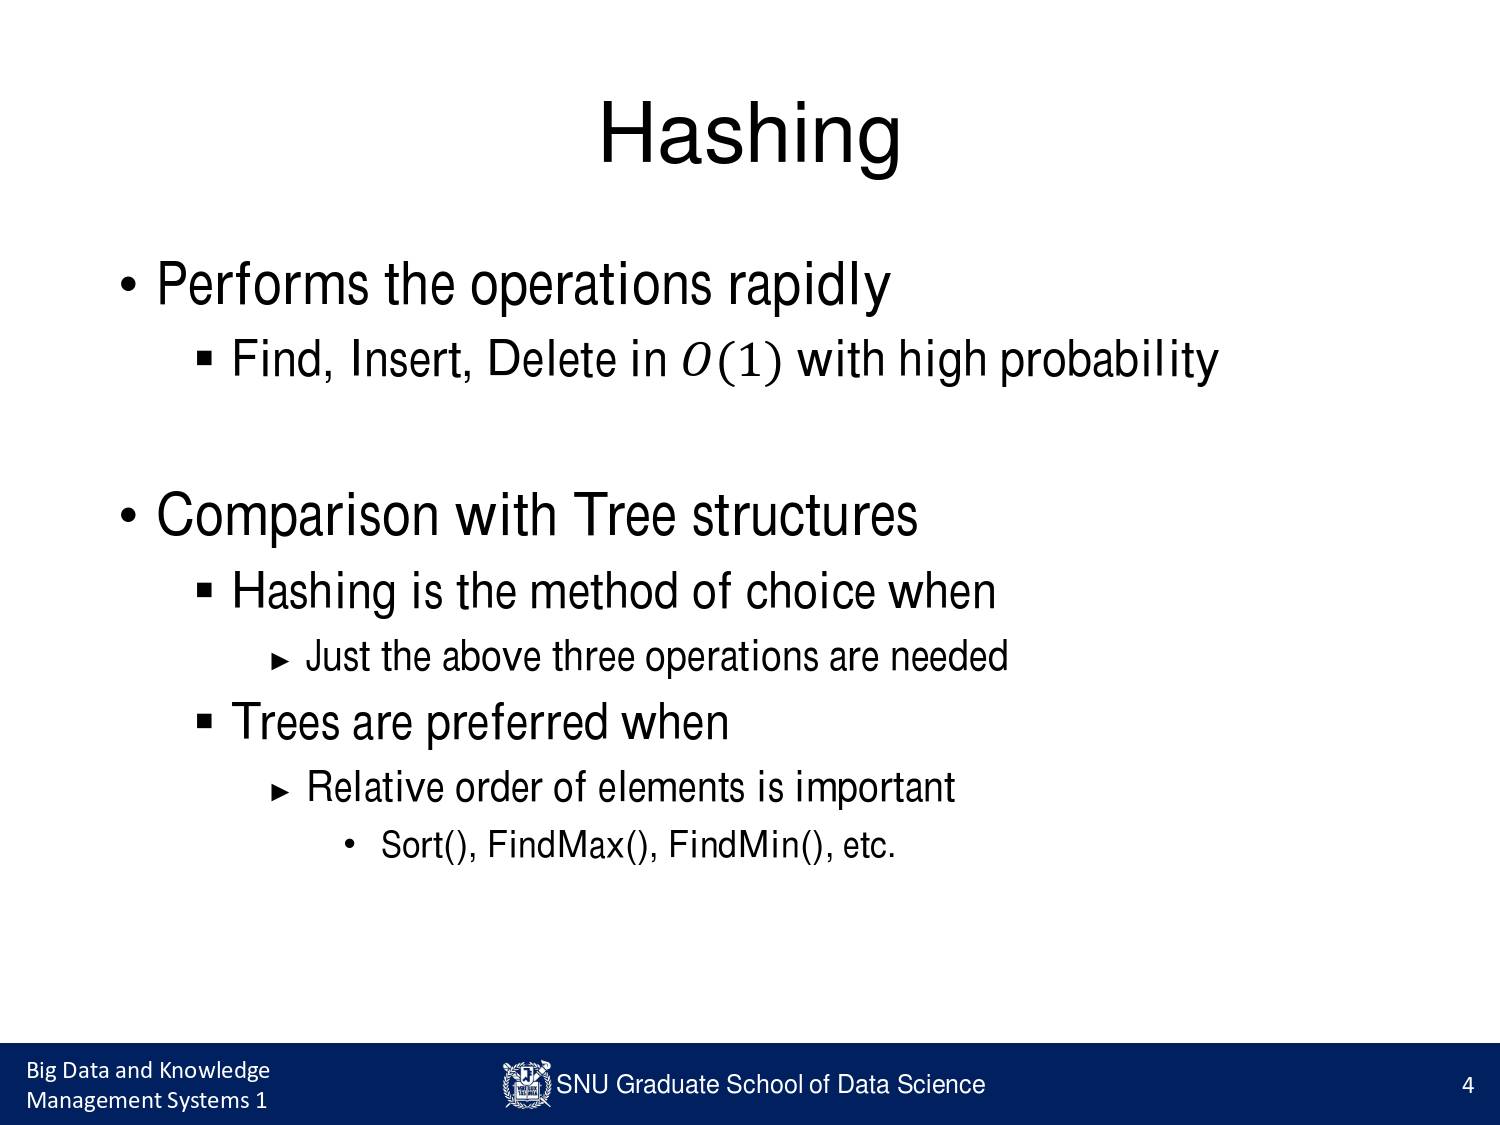 Hashing
• Performs the operations rapidly
▪ Find, Insert, Delete in O(1) with high probability
• Comparison with Tree structures
▪ Hashing is the method of choice when
► Just the above three operations are needed
▪ Trees are preferred when
► Relative order of elements is important
• Sort(), FindMax(), FindMin(), etc.
Big Data and Knowledge
Management Systems 1
SNU Graduate School of Data Science
4